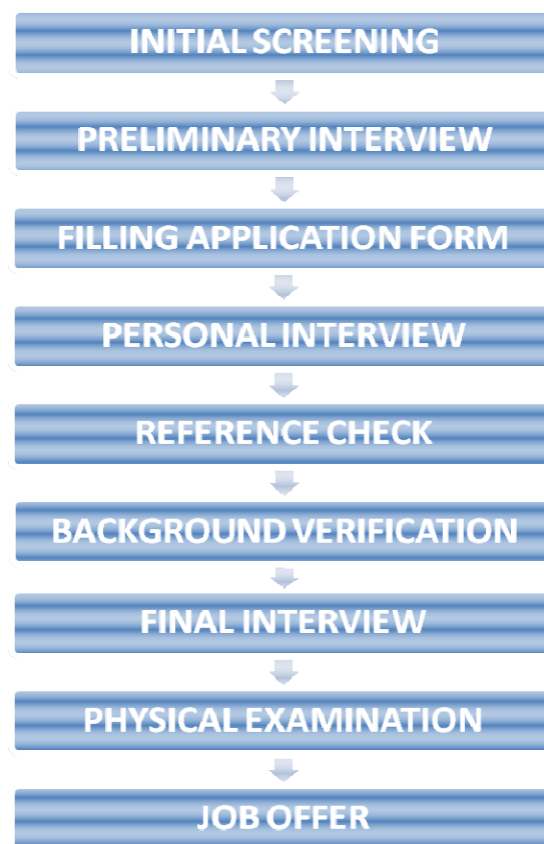 INITIAL SCREENING
PRELIMINARY INTERVIEW
FILLING APPLICATION FORM
PERSONAL INTERVIEW
REFERENCE CHECK
BACKGROUND VERIFICATION
FINAL INTERVIEW
PHYSICAL EXAMINATION
JOB OFFER